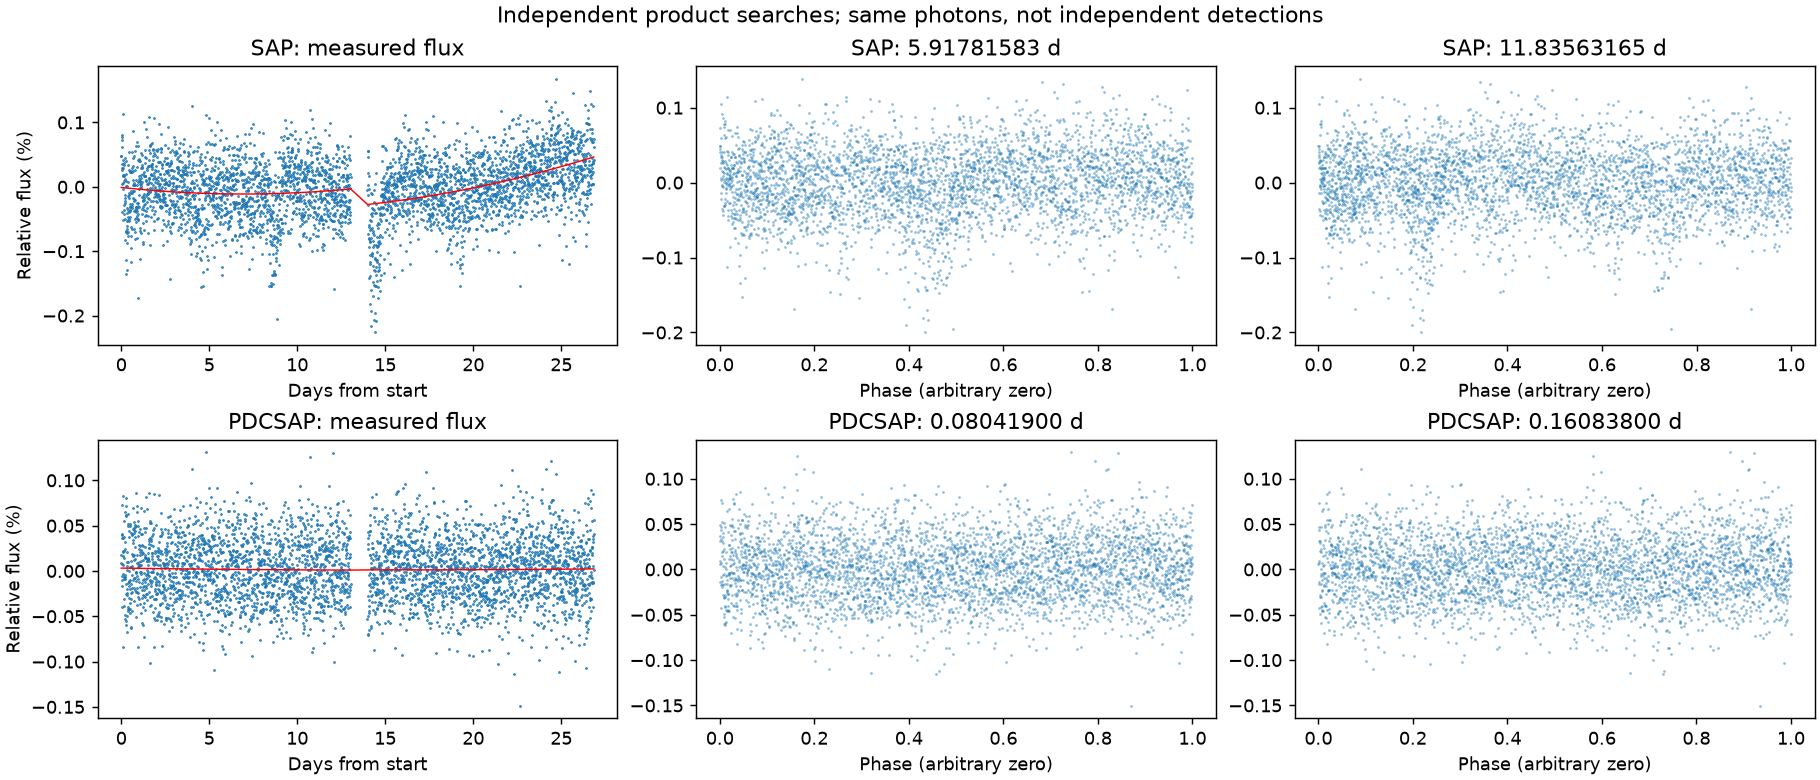 Independent product searches; same photons, not independent detections
SAP: measured flux
SAP: 5.91781583 d
SAP: 11.83563165 d
Relative flux (%)
0.1
0.0
−0.1
−0.2
0.1
0.0
−0.1
−0.2
0.1
0.0
−0.1
−0.2
0 5 10 15 20 25
0.0 0.2 0.4 0.6 0.8 1.0
0.0 0.2 0.4 0.6 0.8 1.0
Days from start
Phase (arbitrary zero)
Phase (arbitrary zero)
PDCSAP: measured flux
PDCSAP: 0.08041900 d
PDCSAP: 0.16083800 d
Relative flux (%)
0.10
0.05
0.00
−0.05
−0.10
−0.15
0.10
0.05
0.00
−0.05
−0.10
−0.15
0.10
0.05
0.00
−0.05
−0.10
−0.15
0 5 10 15 20 25
0.0 0.2 0.4 0.6 0.8 1.0
0.0 0.2 0.4 0.6 0.8 1.0
Days from start
Phase (arbitrary zero)
Phase (arbitrary zero)